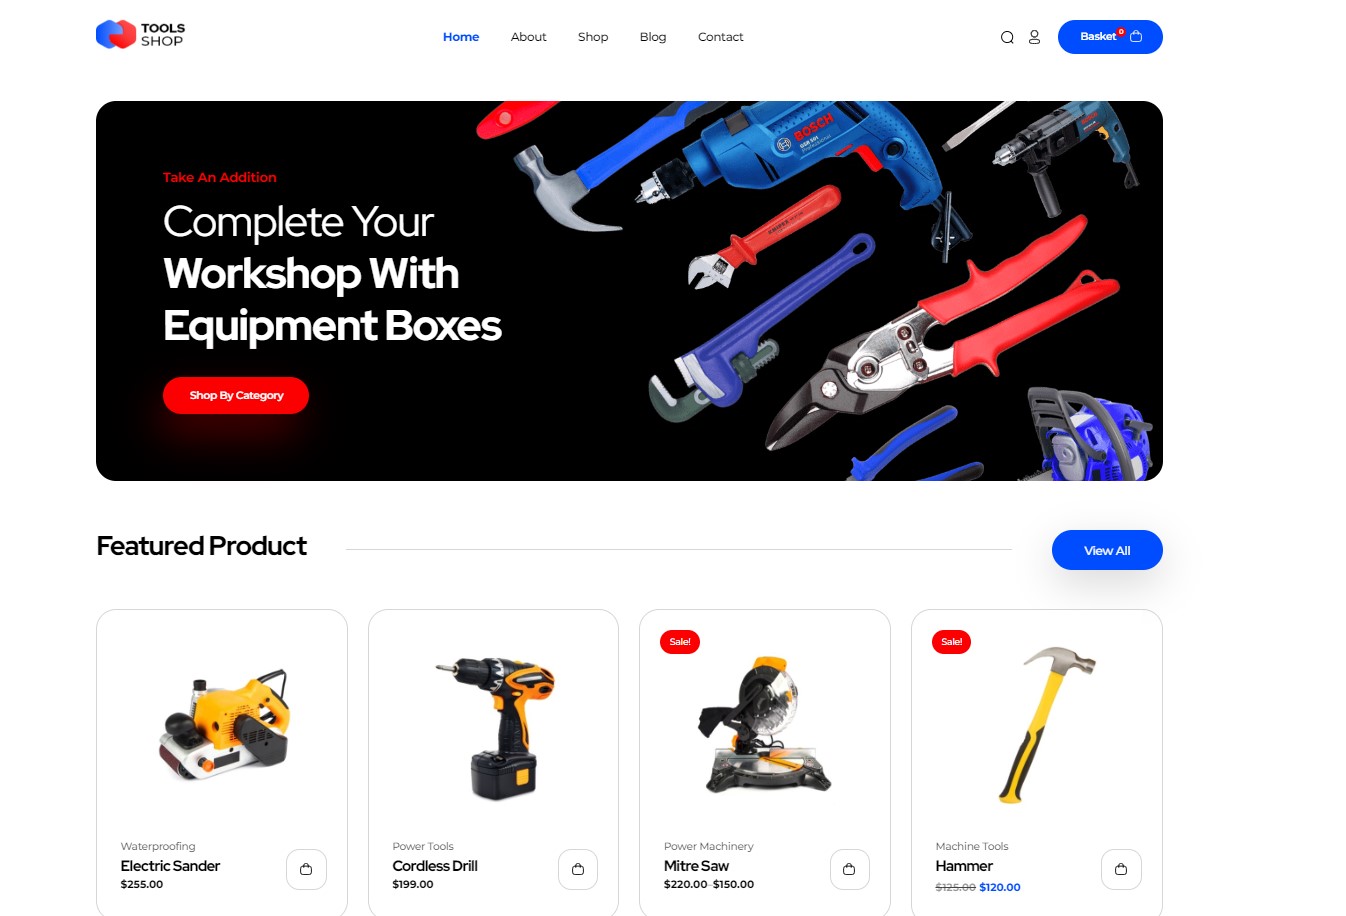 TOOLS
SHOP
Home
About
Shop
Blog
Contact
Basket 0
BOSCH
Professional
Take An Addition
Complete Your
Workshop With
Equipment Boxes
Shop By Category
Featured Product
View All
Sale!
Sale!
Waterproofing
Electric Sander
$255.00
Power Tools
Cordless Drill
$199.00
Power Machinery
Mitre Saw
$220.00–$150.00
Machine Tools
Hammer
$125.00 $120.00